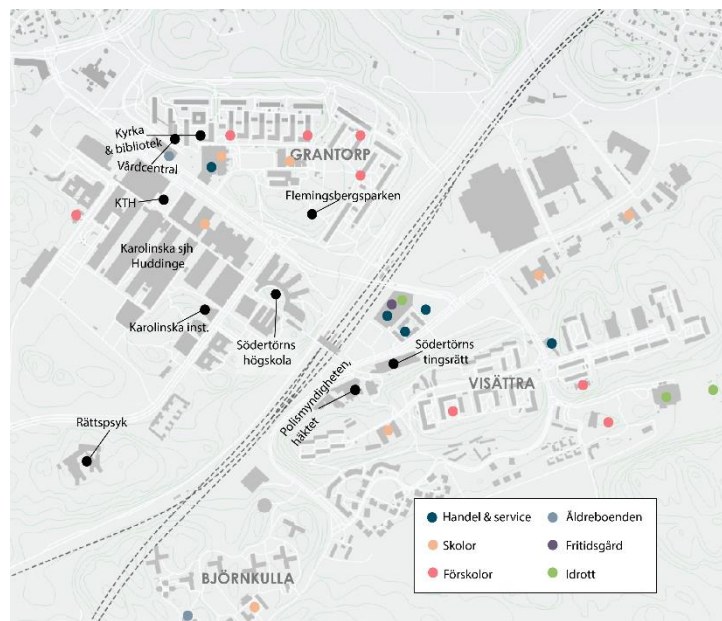 Kyrka
& bibliotek
Vårdcentral
GRANTORP
KTH
Flemingsbergsparken
Karolinska sjh
Huddinge
Karolinska inst.
Södertörns
högskola
Södertörns
tingsrätt
Polismyndigheten,
häktet
VISÄTTRA
Rättspsyk
BJÖRNKULLA
Handel & service
Äldreboenden
Skolor
Fritidsgård
Förskolor
Idrott